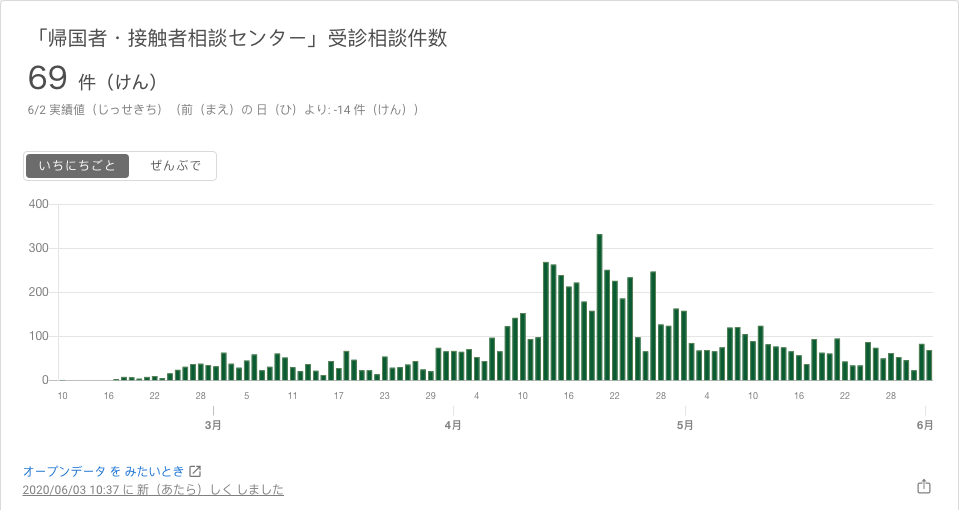 「帰国者・接触者相談センター」受診相談件数
69 件（けん）
6/2 実績値（じっせきち）（前（まえ）の 日（ひ）より: -14 件（けん））
いちにちごと ぜんぶで
400
300
200
100
0
10 16 22 28 5 11 17 23 29 4 10 16 22 28 4 10 16 22 28
3月 4月 5月 6月
オープンデータ を みたいとき
2020/06/03 10:37 に 新（あたら）しく しました